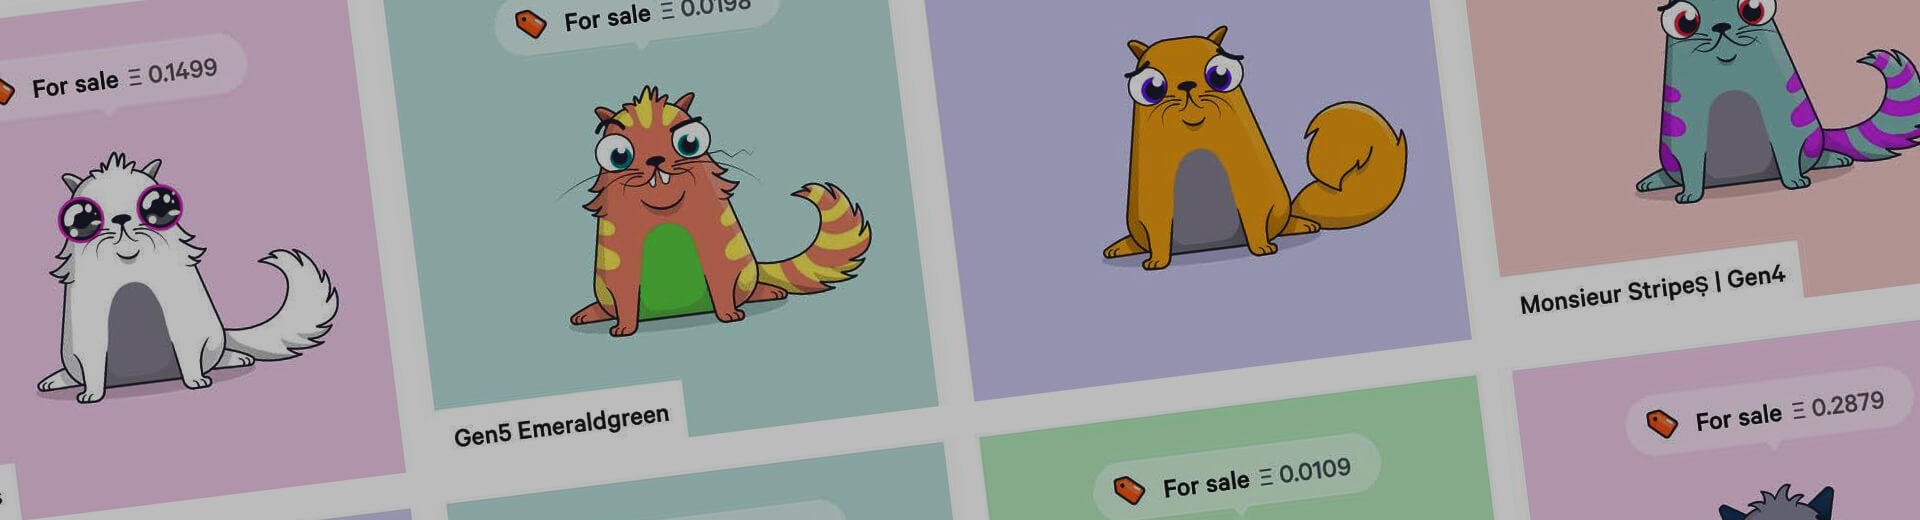 For sale Ξ 0.1499
For sale Ξ 0.0198
Gen5 Emeraldgreen
Monsieur StripeȘ | Gen4
For sale Ξ 0.0109
For sale Ξ 0.2879